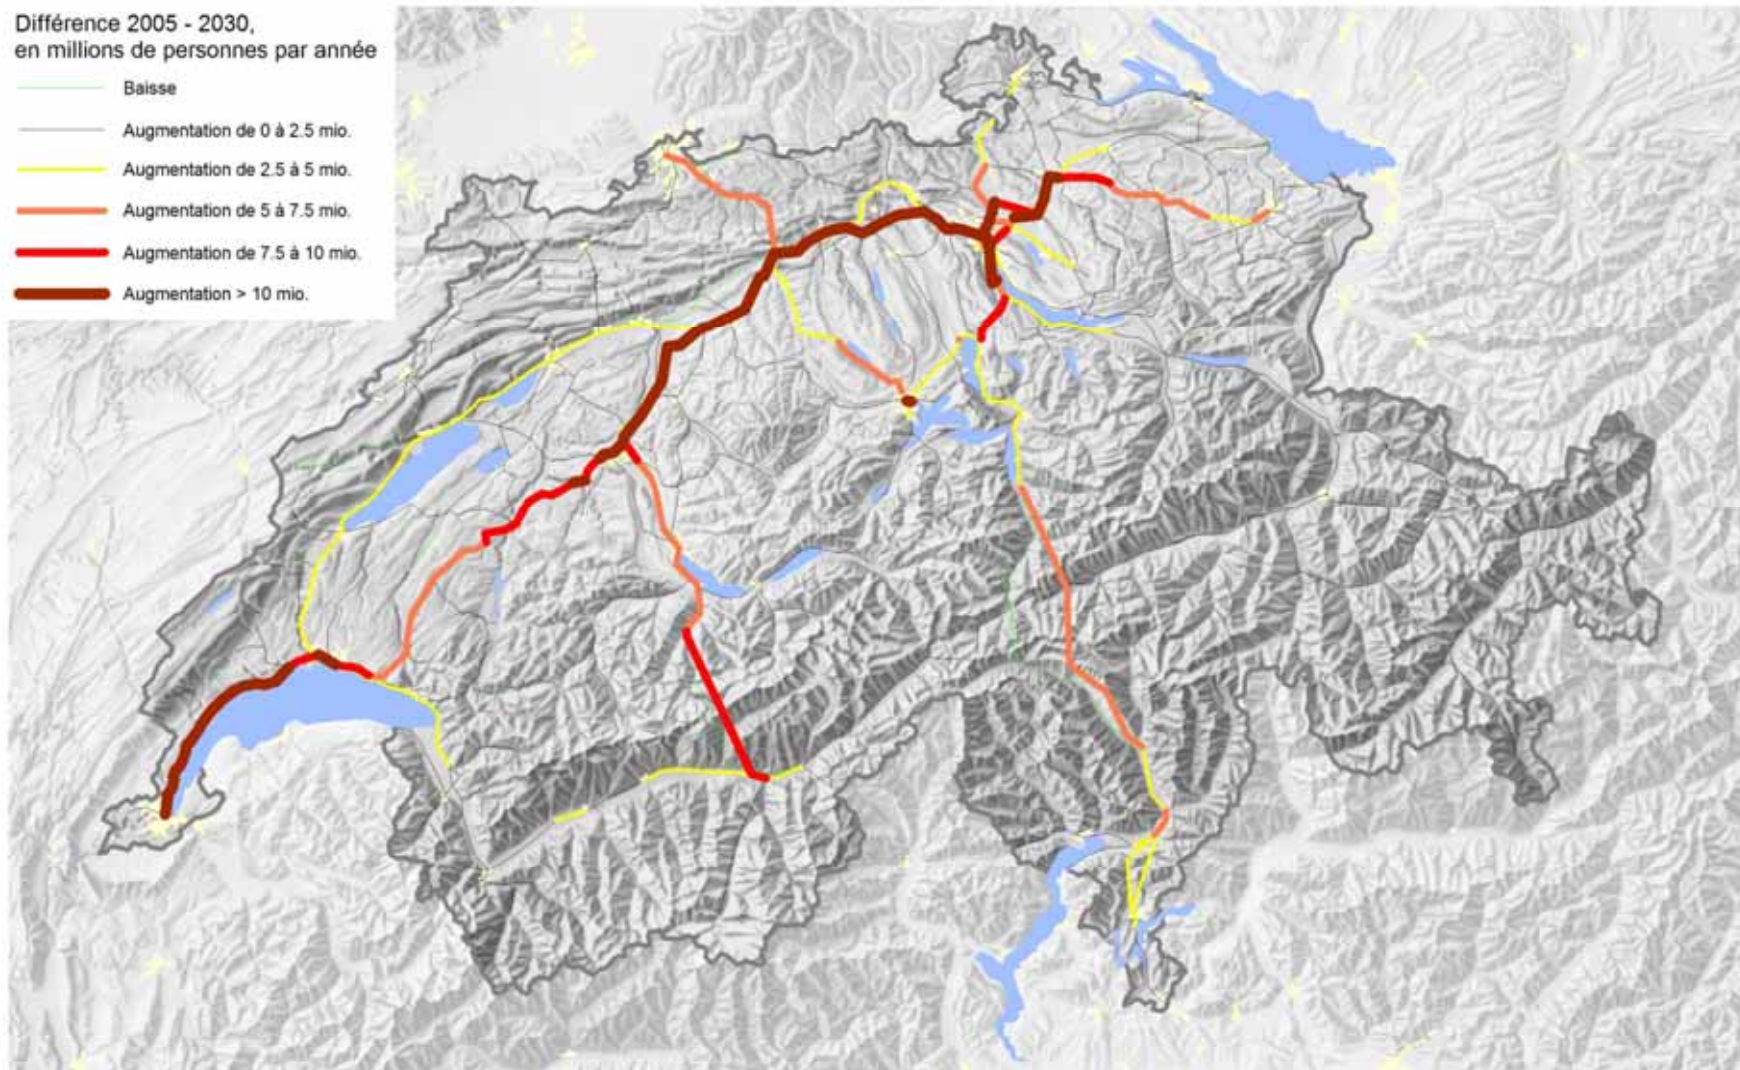 Différence 2005 - 2030,
en millions de personnes par année
Baisse
Augmentation de 0 à 2.5 mio.
Augmentation de 2.5 à 5 mio.
Augmentation de 5 à 7.5 mio.
Augmentation de 7.5 à 10 mio.
Augmentation > 10 mio.